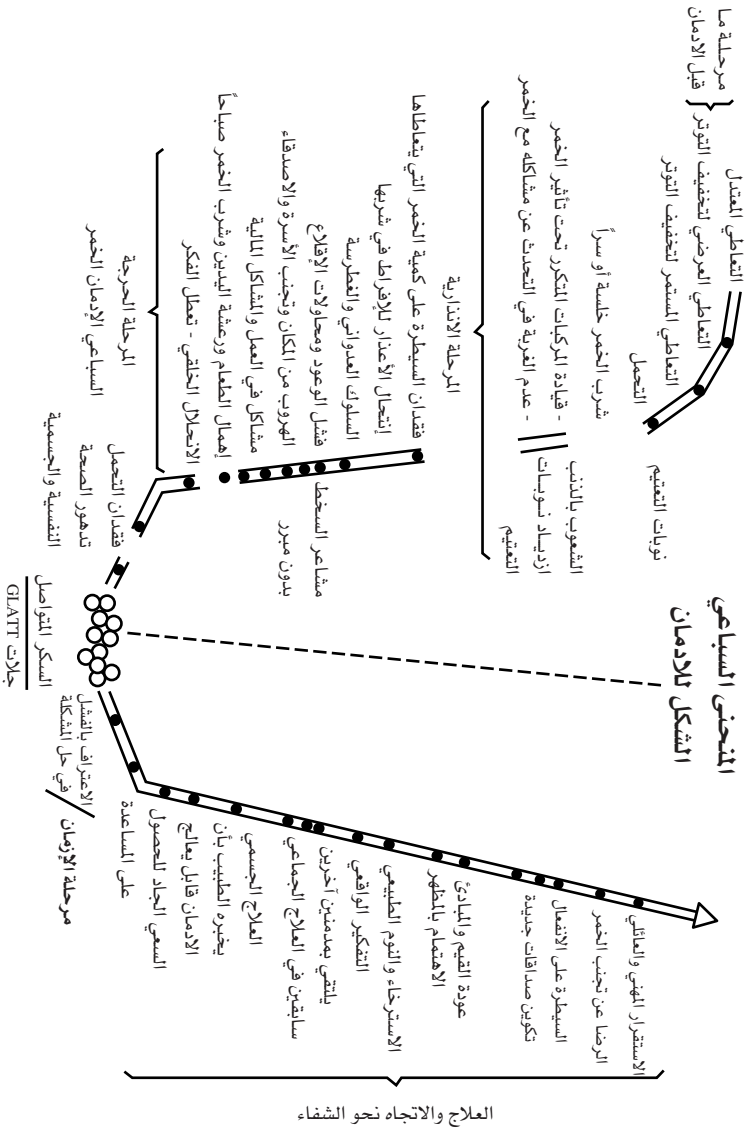 المنحنى السباعي
الشكل للادمان
مرحلة ما
قبل الادمان
التعاطي المعتدل
التعاطي العرضي لتخفيف التوتر
التعاطي المستمر لتخفيف التوتر
التحمل
نوبات التعتيم
شرب الخمر خلسة أو سراً
الشعوب بالذنب
- قيادة المركبات المتكرر تحت تأثير الخمر
ازديـاد نـوبـات
- عدم الغربة في التحدث عن مشاكله مع الخمر
التعتيم
المرحلة الانذارية
فقدان السيطرة على كمية الخمر التي يتعاطاها
إنتحال الأعذار للإفراط في شربها
السلوك العدواني والغطرسة
فشل الوعود ومحاولات الإقلاع
مشاعر السخط
الهروب من المكان وتجنب الأسرة والاصدقاء
بدون مبرر
مشاكل في العمل والمشاكل المالية
إهمال الطعام ورعشة اليدين وشرب الخمر صباحاً
الانحلال الخلقي - تعطل الفكر
المرحلة الحرجة
السباعي الإدمان الخمر
فقدان التحمل
تدهور الصحة
النفسية والجسمية
السكر المتواصل
جلات GLATT
الاعتراف بالفشل
في حل المشكلة
مرحلة الإزمان
الاستقرار المهني والعائلي
الرضا عن تجنب الخمر
السيطرة على الانفعال
تكوين صداقات جديدة
عودة القيم والمبادئ
الاهتمام بالمظهر
الاسترخاء والنوم الطبيعي
التفكير الواقعي
يلتقي بمدمنين آخرين
سابقين في العلاج الجماعي
العلاج الجسمي
يخبره الطبيب بأن
الادمان قابل يعالج
السعي الجاد للحصول
على المساعدة
العلاج والاتجاه نحو الشفاء